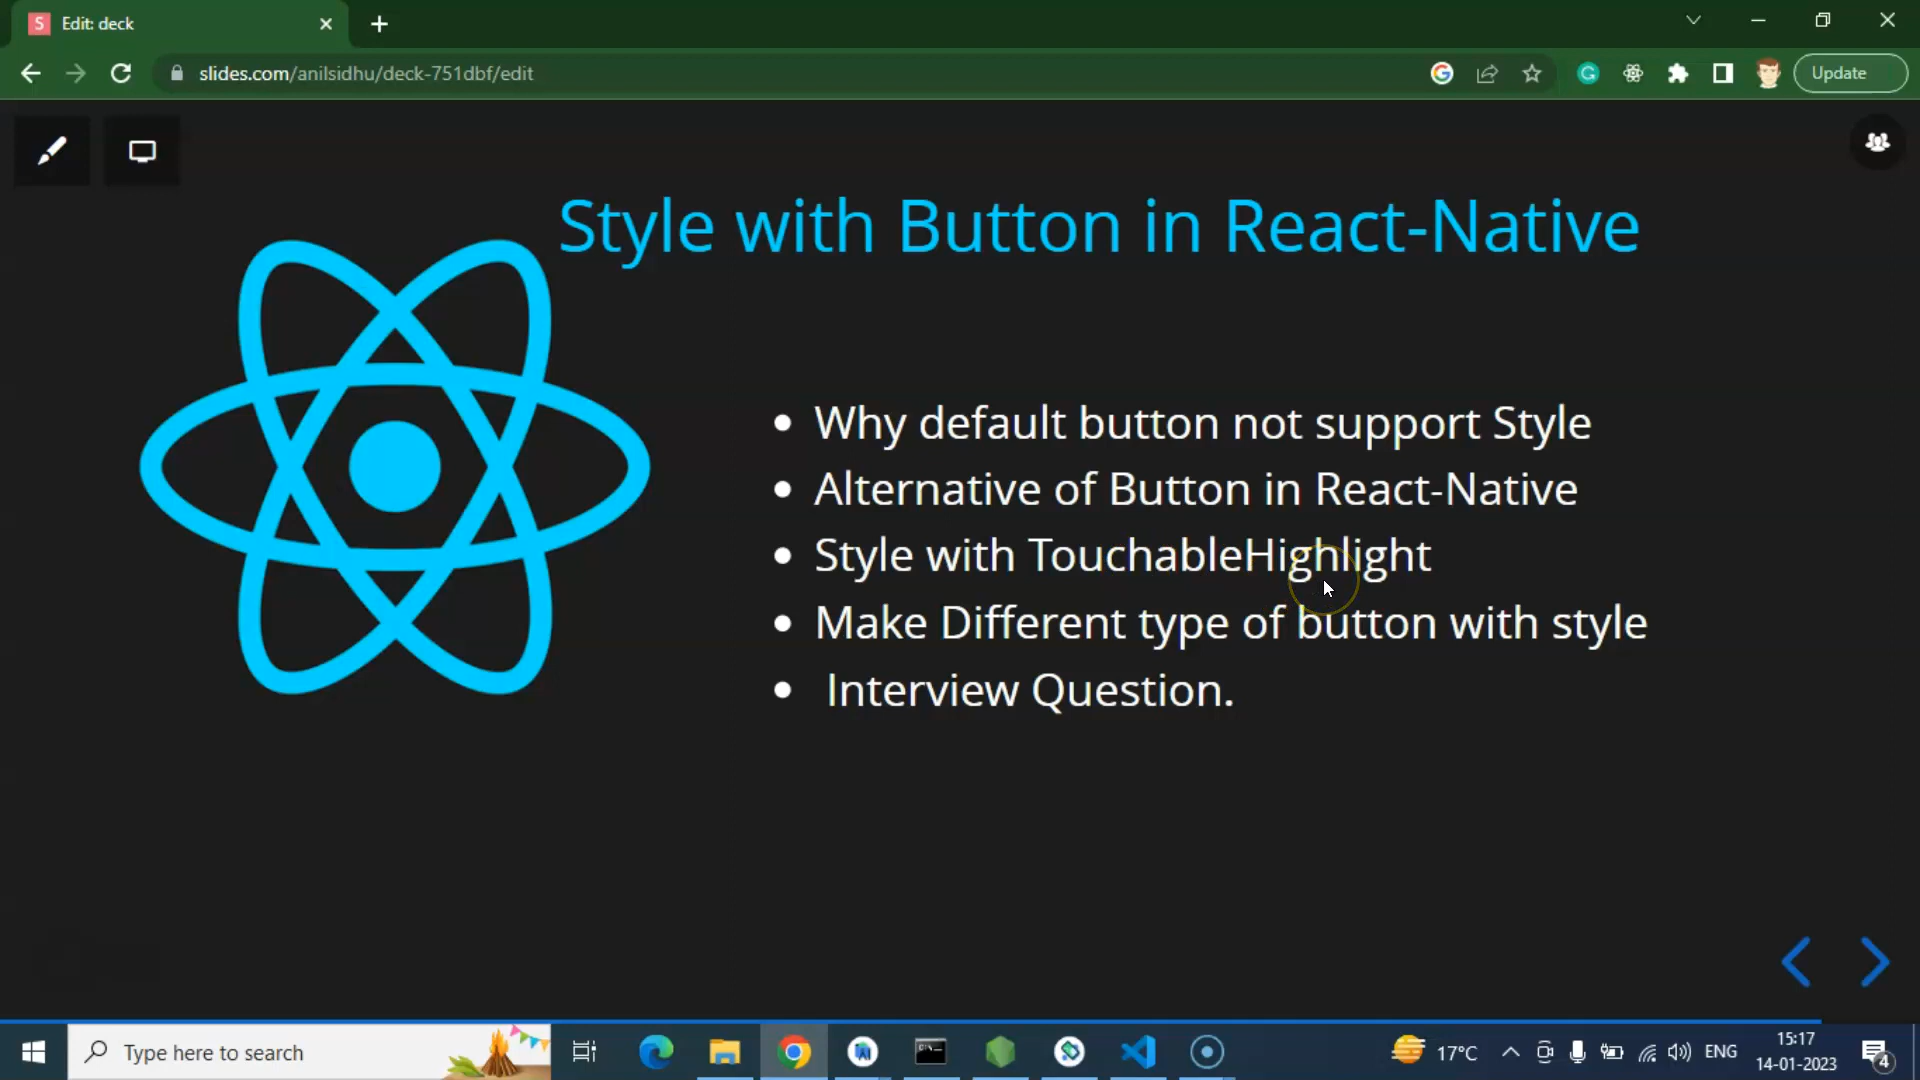 S Edit: deck
slides.com/anilsidhu/deck-751dbf/edit
G
G
Update
Style with Button in React-Native
Why default button not support Style
Alternative of Button in React-Native
Style with TouchableHighlight
Make Different type of button with style
Interview Question.
Type here to search
17°C
ENG
15:17
14-01-2023
4